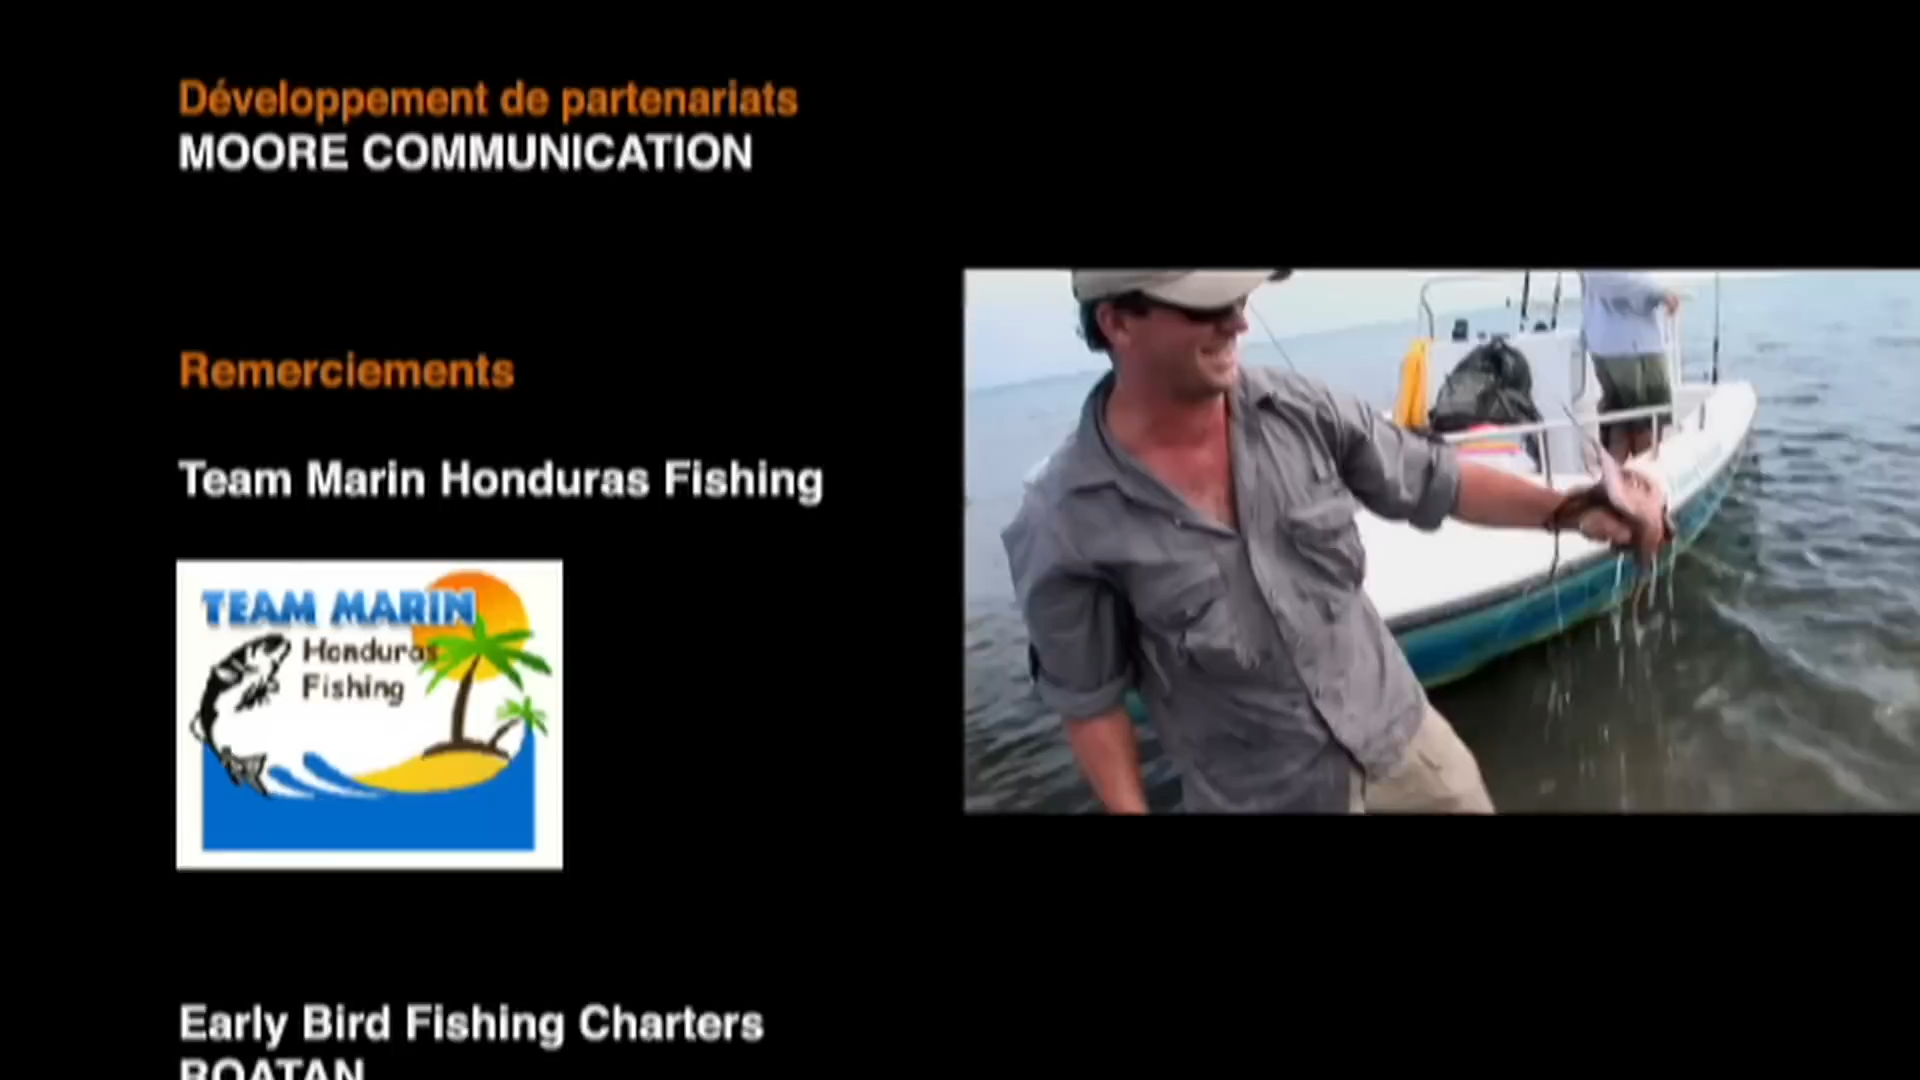 Développement de partenariats
MOORE COMMUNICATION
Remerciements
Team Marin Honduras Fishing
TEAM MARIN
Honduras
Fishing
Early Bird Fishing Charters
ROATAN